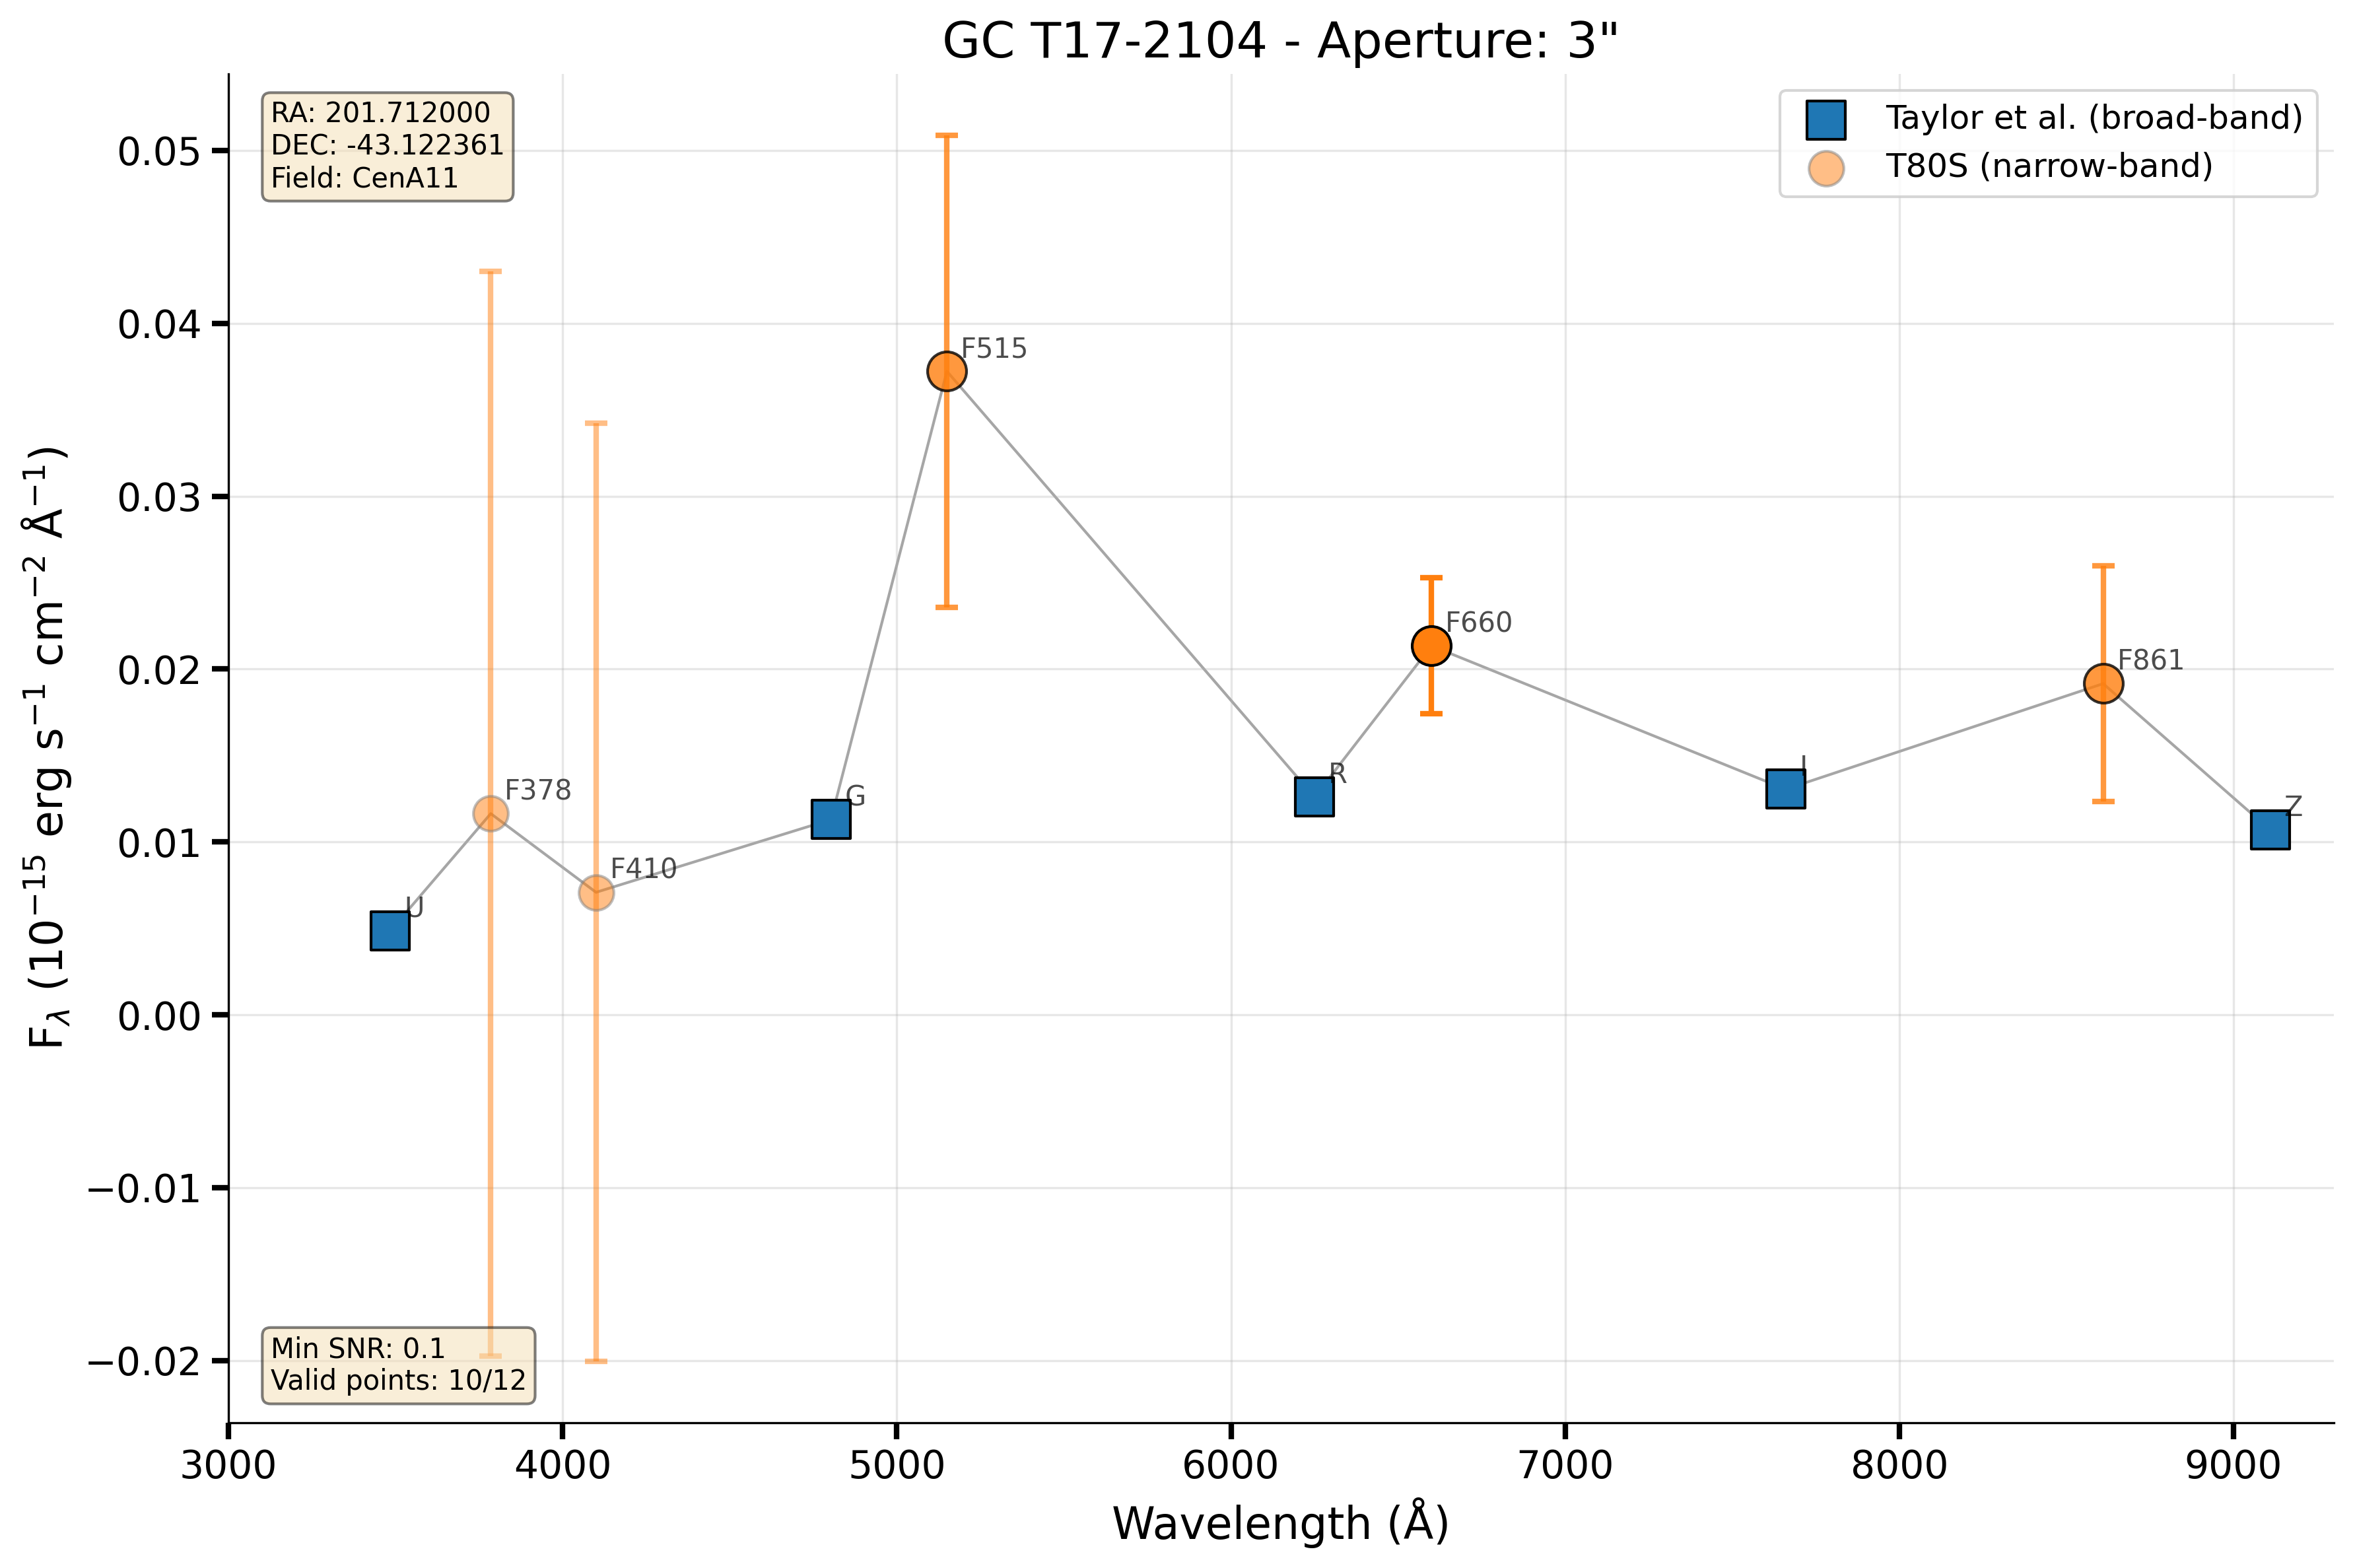 GC T17-2104 - Aperture: 3"
RA: 201.712000
DEC: -43.122361
Field: CenA11
Taylor et al. (broad-band)
T80S (narrow-band)
F_λ (10⁻¹⁵ erg s⁻¹ cm⁻² Å⁻¹)
0.05
0.04
0.03
0.02
0.01
0.00
−0.01
−0.02
U
F378
F410
G
F515
R
F660
I
F861
Z
Min SNR: 0.1
Valid points: 10/12
3000 4000 5000 6000 7000 8000 9000
Wavelength (Å)